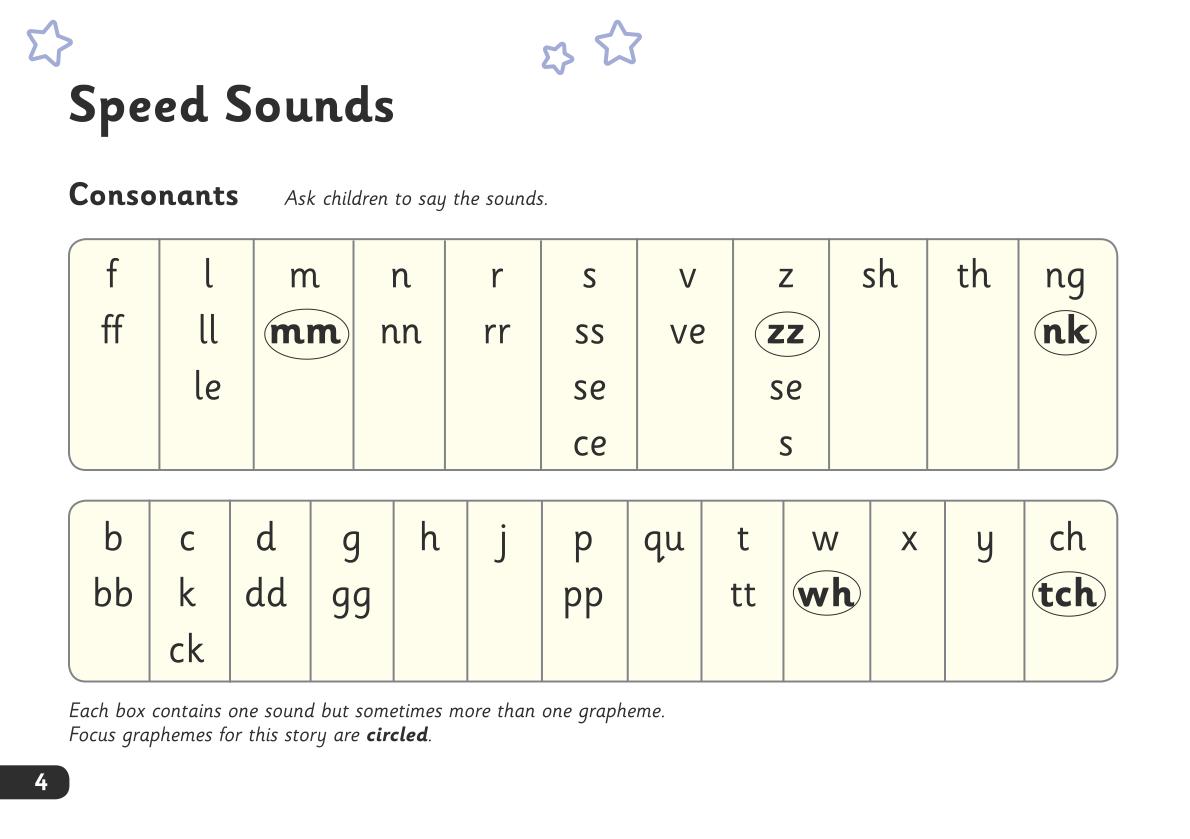 Speed Sounds
Consonants Ask children to say the sounds.
f l m n r s v z sh th ng
ff ll mm nn rr ss ve zz nk
le se se
ce s
b c d g h j p qu t w x y ch
bb k dd gg pp tt wh tch
ck
Each box contains one sound but sometimes more than one grapheme.
Focus graphemes for this story are circled.
4